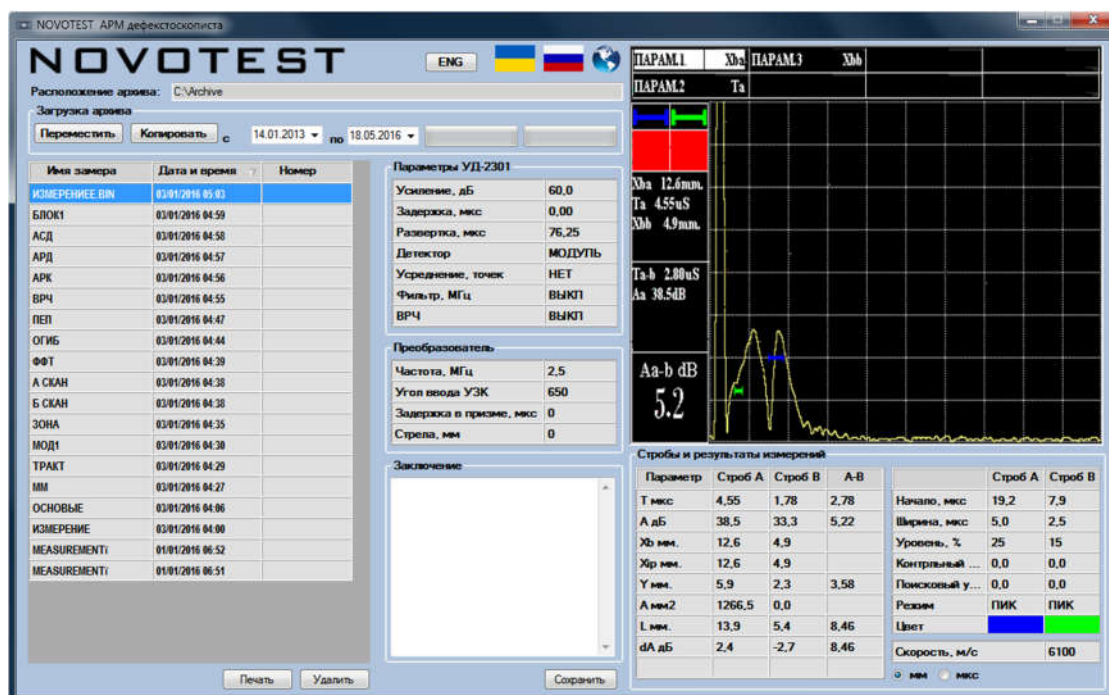 NOVOTEST АРМ дефекстоскописта
NOVOTEST
ENG
Расположение архива: C:\Archive
Загрузка архива
Переместить Копировать с 14.01.2013 по 18.05.2016
Имя замера Дата и время Номер
ИЗМЕРЕНИЕЕ.BIN 03/01/2016 05:03
БЛОК1 03/01/2016 04:59
АСД 03/01/2016 04:58
АРД 03/01/2016 04:57
АРК 03/01/2016 04:56
ВРЧ 03/01/2016 04:55
ПЕП 03/01/2016 04:47
ОГИБ 03/01/2016 04:44
ФФТ 03/01/2016 04:39
А СКАН 03/01/2016 04:38
Б СКАН 03/01/2016 04:38
ЗОНА 03/01/2016 04:35
МОД1 03/01/2016 04:30
ТРАКТ 03/01/2016 04:29
ММ 03/01/2016 04:27
ОСНОВЫЕ 03/01/2016 04:06
ИЗМЕРЕНИЕ 03/01/2016 04:00
MEASUREMENTi 01/01/2016 06:52
MEASUREMENTi 01/01/2016 06:51
Печать Удалить
Параметры УД-2301
Усиление, дБ 60,0
Задержка, мкс 0,00
Развертка, мкс 76,25
Детектор МОДУЛЬ
Усреднение, точек НЕТ
Фильтр, МГц ВЫКЛ
ВРЧ ВЫКЛ
Преобразователь
Частота, МГц 2,5
Угол ввода УЗК 650
Задержка в призме, мкс 0
Стрела, мм 0
Заключение
Сохранить
ПАРАМ.1 Xba ПАРАМ.3 Xbb
ПАРАМ.2 Ta
Xba 12.6mm.
Ta 4.55uS
Xbb 4.9mm.
Ta-b 2.80uS
Aa 38.5dB
Aa-b dB
5.2
Стробы и результаты измерений
Параметр Строб А Строб В А-В
Т мкс 4,55 1,78 2,78
А дБ 38,5 33,3 5,22
Xb мм. 12,6 4,9
Xip мм. 12,6 4,9
Y мм. 5,9 2,3 3,58
А мм2 1266,5 0,0
L мм. 13,9 5,4 8,46
dA дБ 2,4 -2,7 8,46
Строб А Строб В
Начало, мкс 19,2 7,9
Ширина, мкс 5,0 2,5
Уровень, % 25 15
Контрльный ... 0,0 0,0
Поисковый у... 0,0 0,0
Режим ПИК ПИК
Цвет
Скорость, м/с 6100
мм мкс